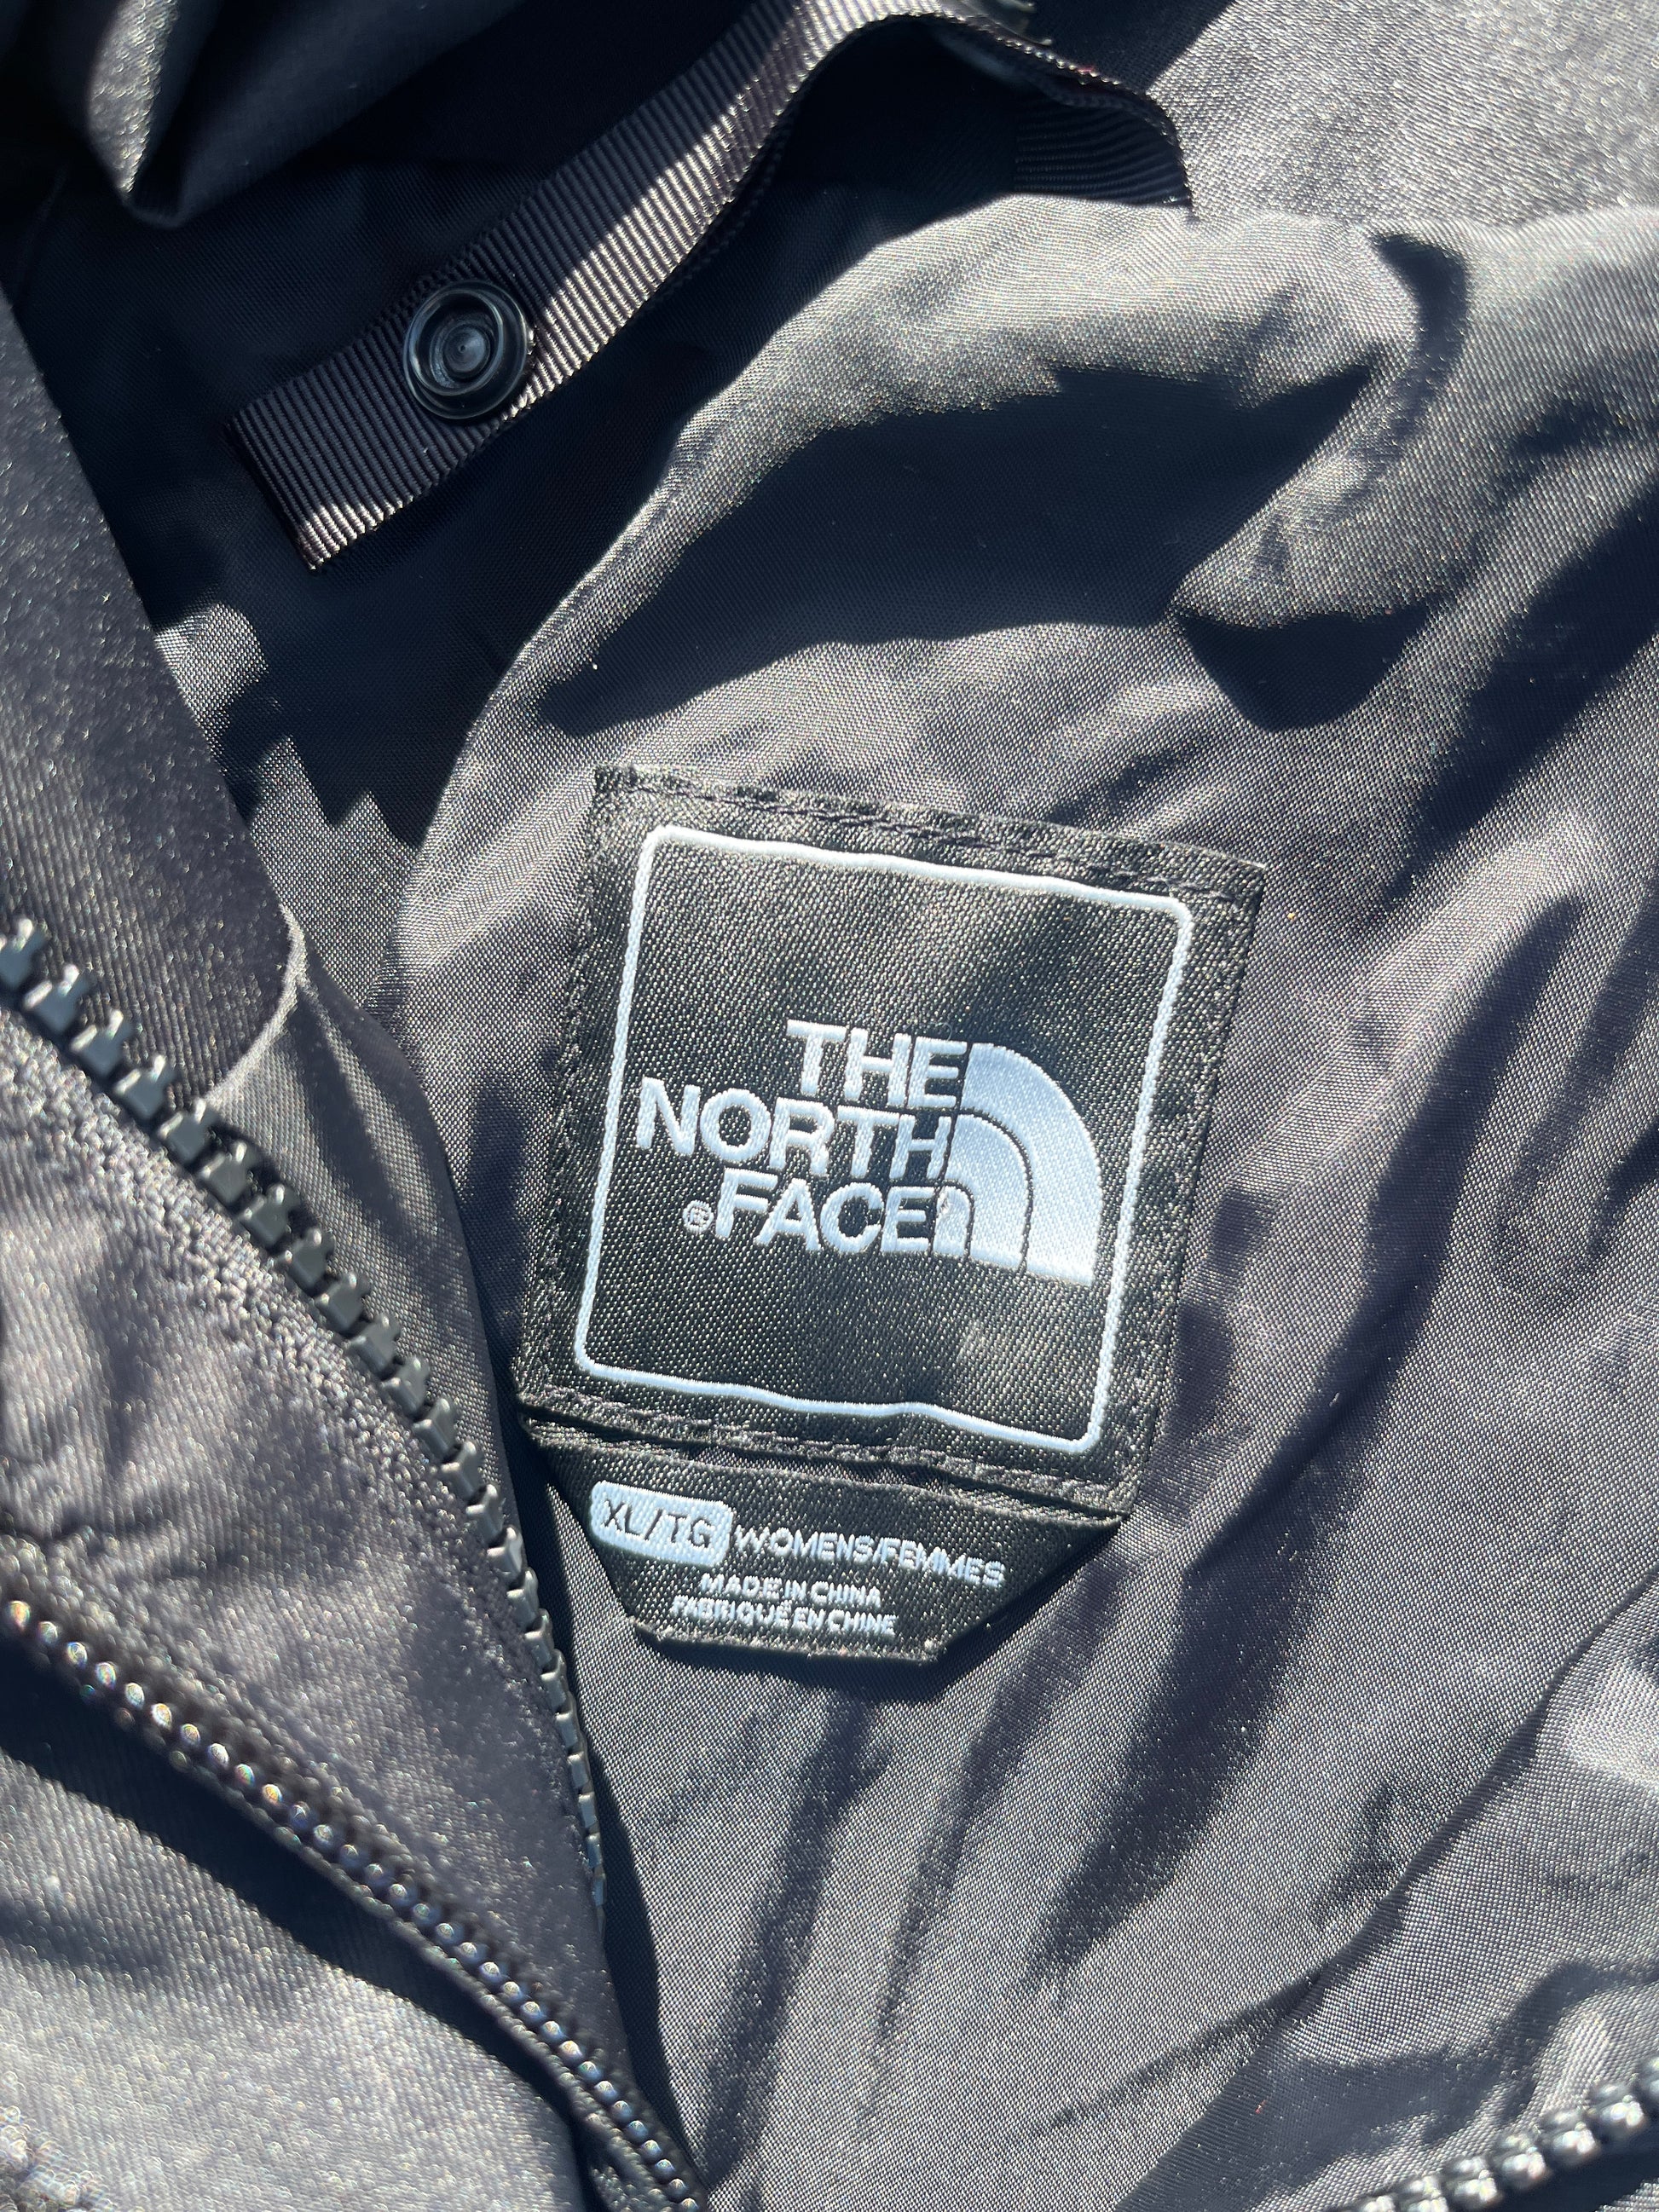 THE
NORTH
®FACE
XL/TG WOMENS/FEMMES
MADE IN CHINA
FABRIQUÉ EN CHINE